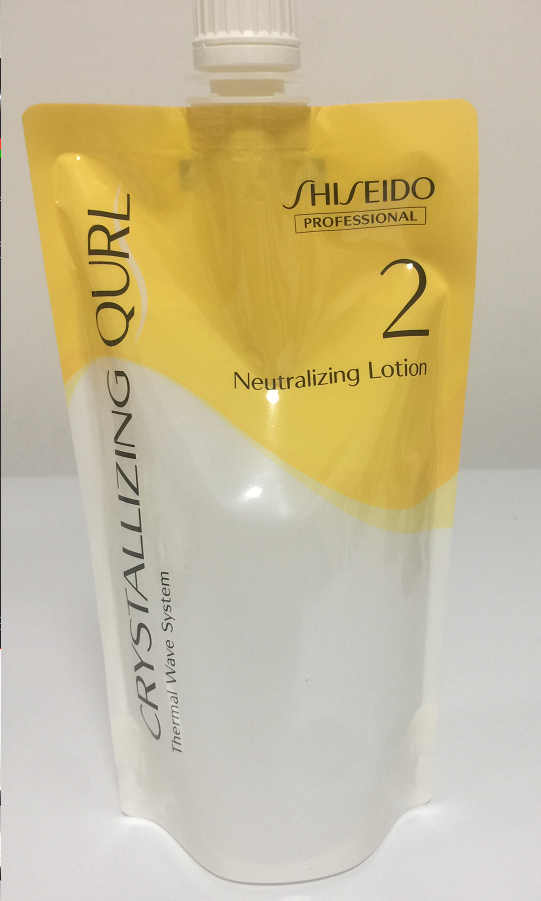 SHISEIDO
PROFESSIONAL
2
Neutralizing Lotion
CRYSTALLIZING QURL
Thermal Wave System